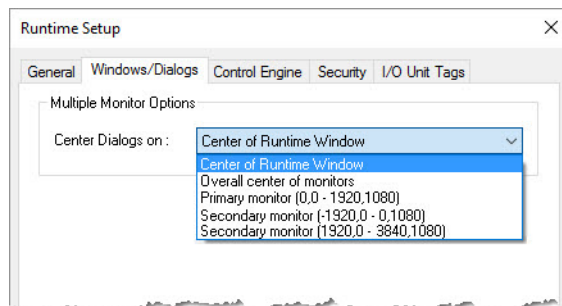 Runtime Setup
General Windows/Dialogs Control Engine Security I/O Unit Tags
Multiple Monitor Options
Center Dialogs on : Center of Runtime Window
Center of Runtime Window
Overall center of monitors
Primary monitor (0,0 - 1920,1080)
Secondary monitor (-1920,0 - 0,1080)
Secondary monitor (1920,0 - 3840,1080)